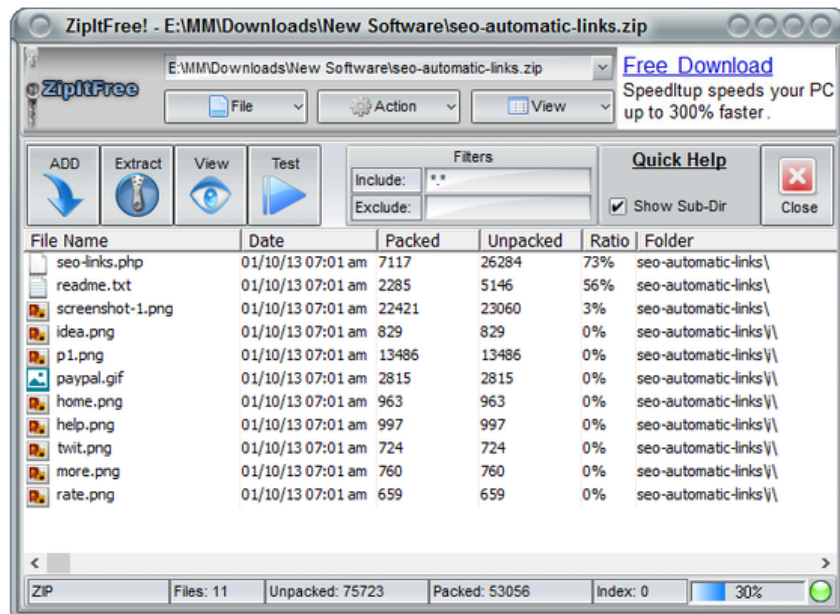 ZipItFree! - E:\MM\Downloads\New Software\seo-automatic-links.zip
ZipItFree
E:\MM\Downloads\New Software\seo-automatic-links.zip
File Action View
Free Download
SpeedItup speeds your PC
up to 300% faster.
ADD Extract View Test
Filters
Include: *.*
Exclude:
Quick Help
Show Sub-Dir
Close
File Name Date Packed Unpacked Ratio Folder
seo-links.php 01/10/13 07:01 am 7117 26284 73% seo-automatic-links\
readme.txt 01/10/13 07:01 am 2285 5146 56% seo-automatic-links\
screenshot-1.png 01/10/13 07:01 am 22421 23060 3% seo-automatic-links\
idea.png 01/10/13 07:01 am 829 829 0% seo-automatic-links\i\
p1.png 01/10/13 07:01 am 13486 13486 0% seo-automatic-links\i\
paypal.gif 01/10/13 07:01 am 2815 2815 0% seo-automatic-links\i\
home.png 01/10/13 07:01 am 963 963 0% seo-automatic-links\i\
help.png 01/10/13 07:01 am 997 997 0% seo-automatic-links\i\
twit.png 01/10/13 07:01 am 724 724 0% seo-automatic-links\i\
more.png 01/10/13 07:01 am 760 760 0% seo-automatic-links\i\
rate.png 01/10/13 07:01 am 659 659 0% seo-automatic-links\i\
ZIP Files: 11 Unpacked: 75723 Packed: 53056 Index: 0 30%